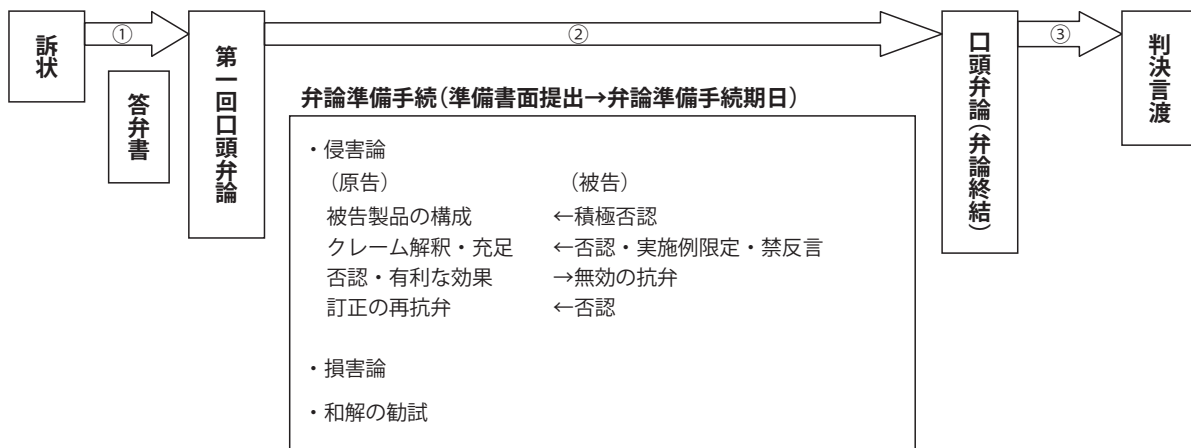 訴状
①
答弁書
第一回口頭弁論
②
弁論準備手続（準備書面提出→弁論準備手続期日）
・侵害論
（原告） （被告）
被告製品の構成 ←積極否認
クレーム解釈・充足 ←否認・実施例限定・禁反言
否認・有利な効果 →無効の抗弁
訂正の再抗弁 ←否認
・損害論
・和解の勧試
口頭弁論（弁論終結）
③
判決言渡